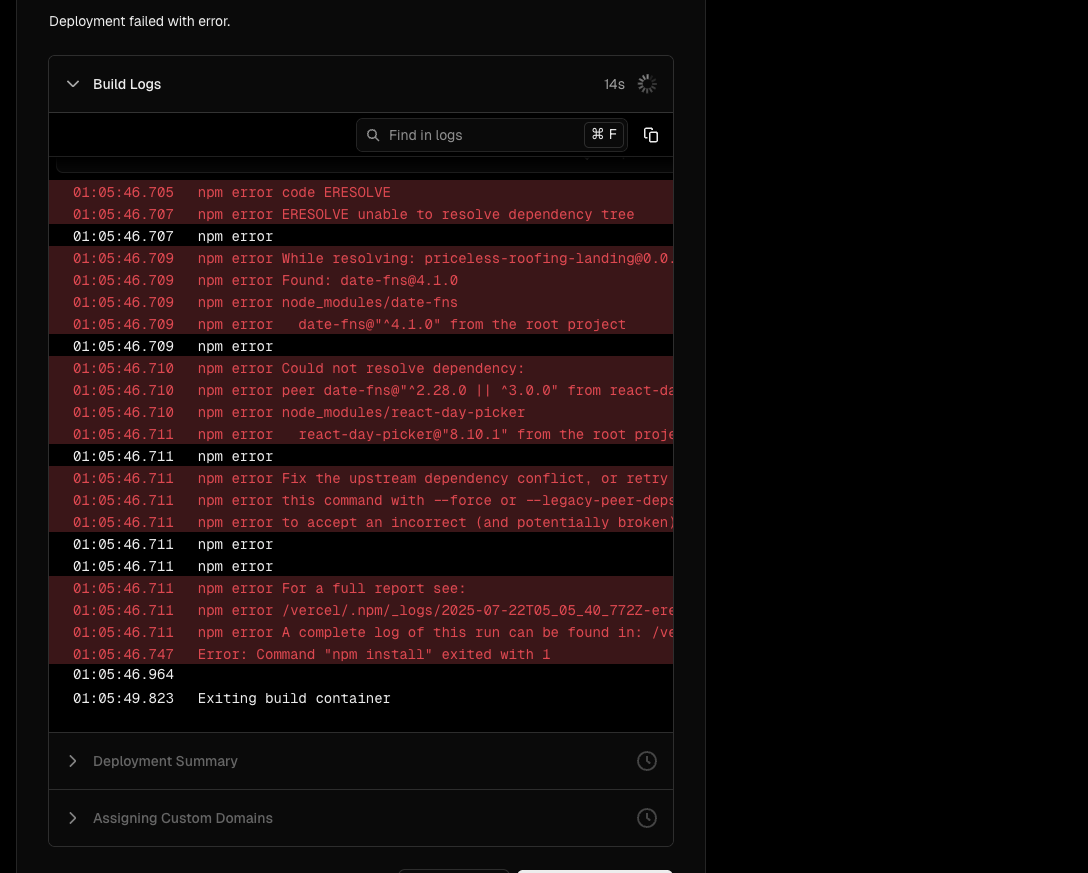 Deployment failed with error.
Build Logs 14s
Find in logs ⌘ F
01:05:46.705 npm error code ERESOLVE
01:05:46.707 npm error ERESOLVE unable to resolve dependency tree
01:05:46.707 npm error
01:05:46.709 npm error While resolving: priceless-roofing-landing@0.0.
01:05:46.709 npm error Found: date-fns@4.1.0
01:05:46.709 npm error node_modules/date-fns
01:05:46.709 npm error   date-fns@"^4.1.0" from the root project
01:05:46.709 npm error
01:05:46.710 npm error Could not resolve dependency:
01:05:46.710 npm error peer date-fns@"^2.28.0 || ^3.0.0" from react-da
01:05:46.710 npm error node_modules/react-day-picker
01:05:46.711 npm error   react-day-picker@"8.10.1" from the root proje
01:05:46.711 npm error
01:05:46.711 npm error Fix the upstream dependency conflict, or retry
01:05:46.711 npm error this command with --force or --legacy-peer-deps
01:05:46.711 npm error to accept an incorrect (and potentially broken)
01:05:46.711 npm error
01:05:46.711 npm error
01:05:46.711 npm error For a full report see:
01:05:46.711 npm error /vercel/.npm/_logs/2025-07-22T05_05_40_772Z-ere
01:05:46.711 npm error A complete log of this run can be found in: /ve
01:05:46.747 Error: Command "npm install" exited with 1
01:05:46.964
01:05:49.823 Exiting build container
Deployment Summary
Assigning Custom Domains